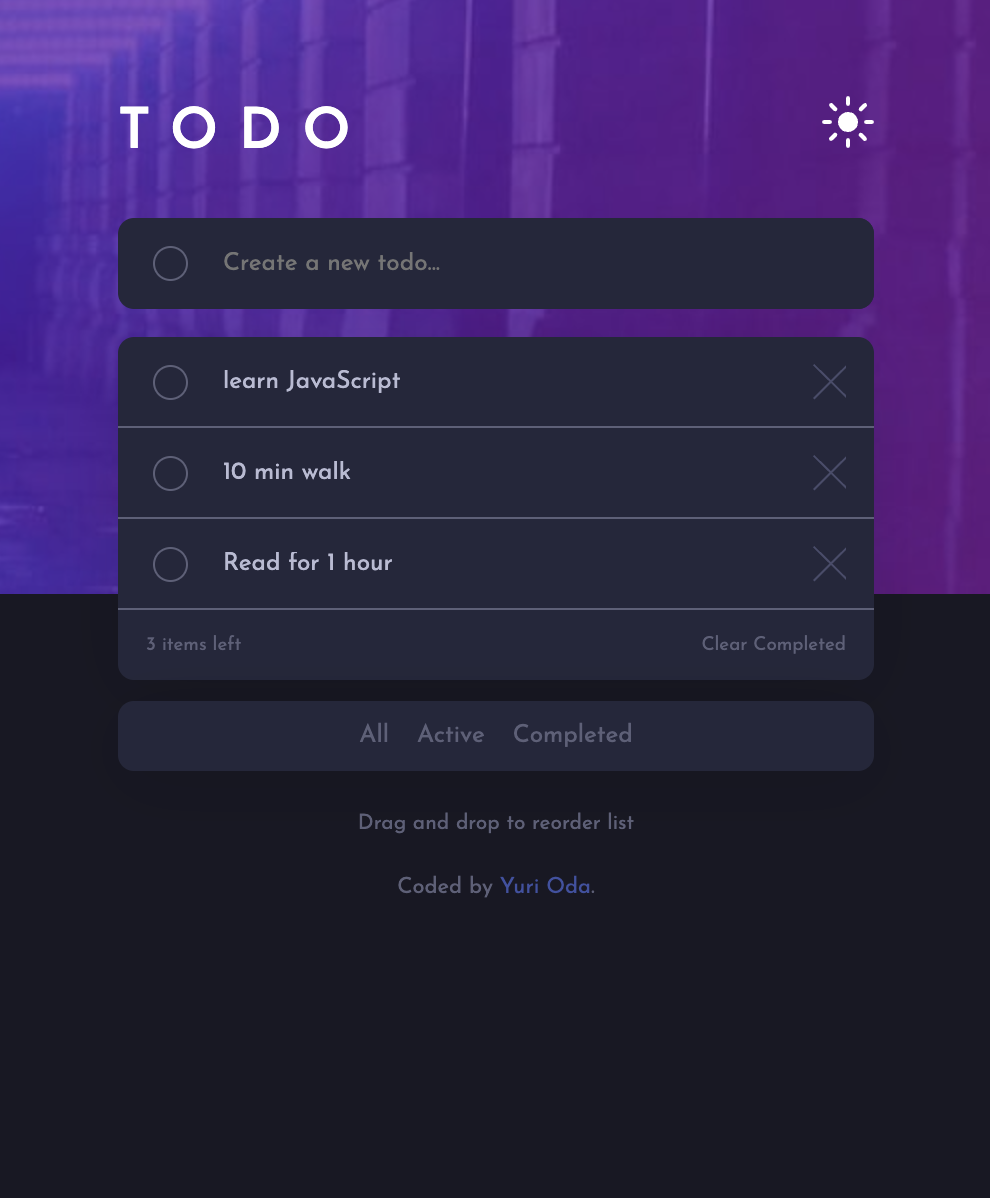 TODO
Create a new todo...
learn JavaScript
10 min walk
Read for 1 hour
3 items left Clear Completed
All Active Completed
Drag and drop to reorder list
Coded by Yuri Oda.